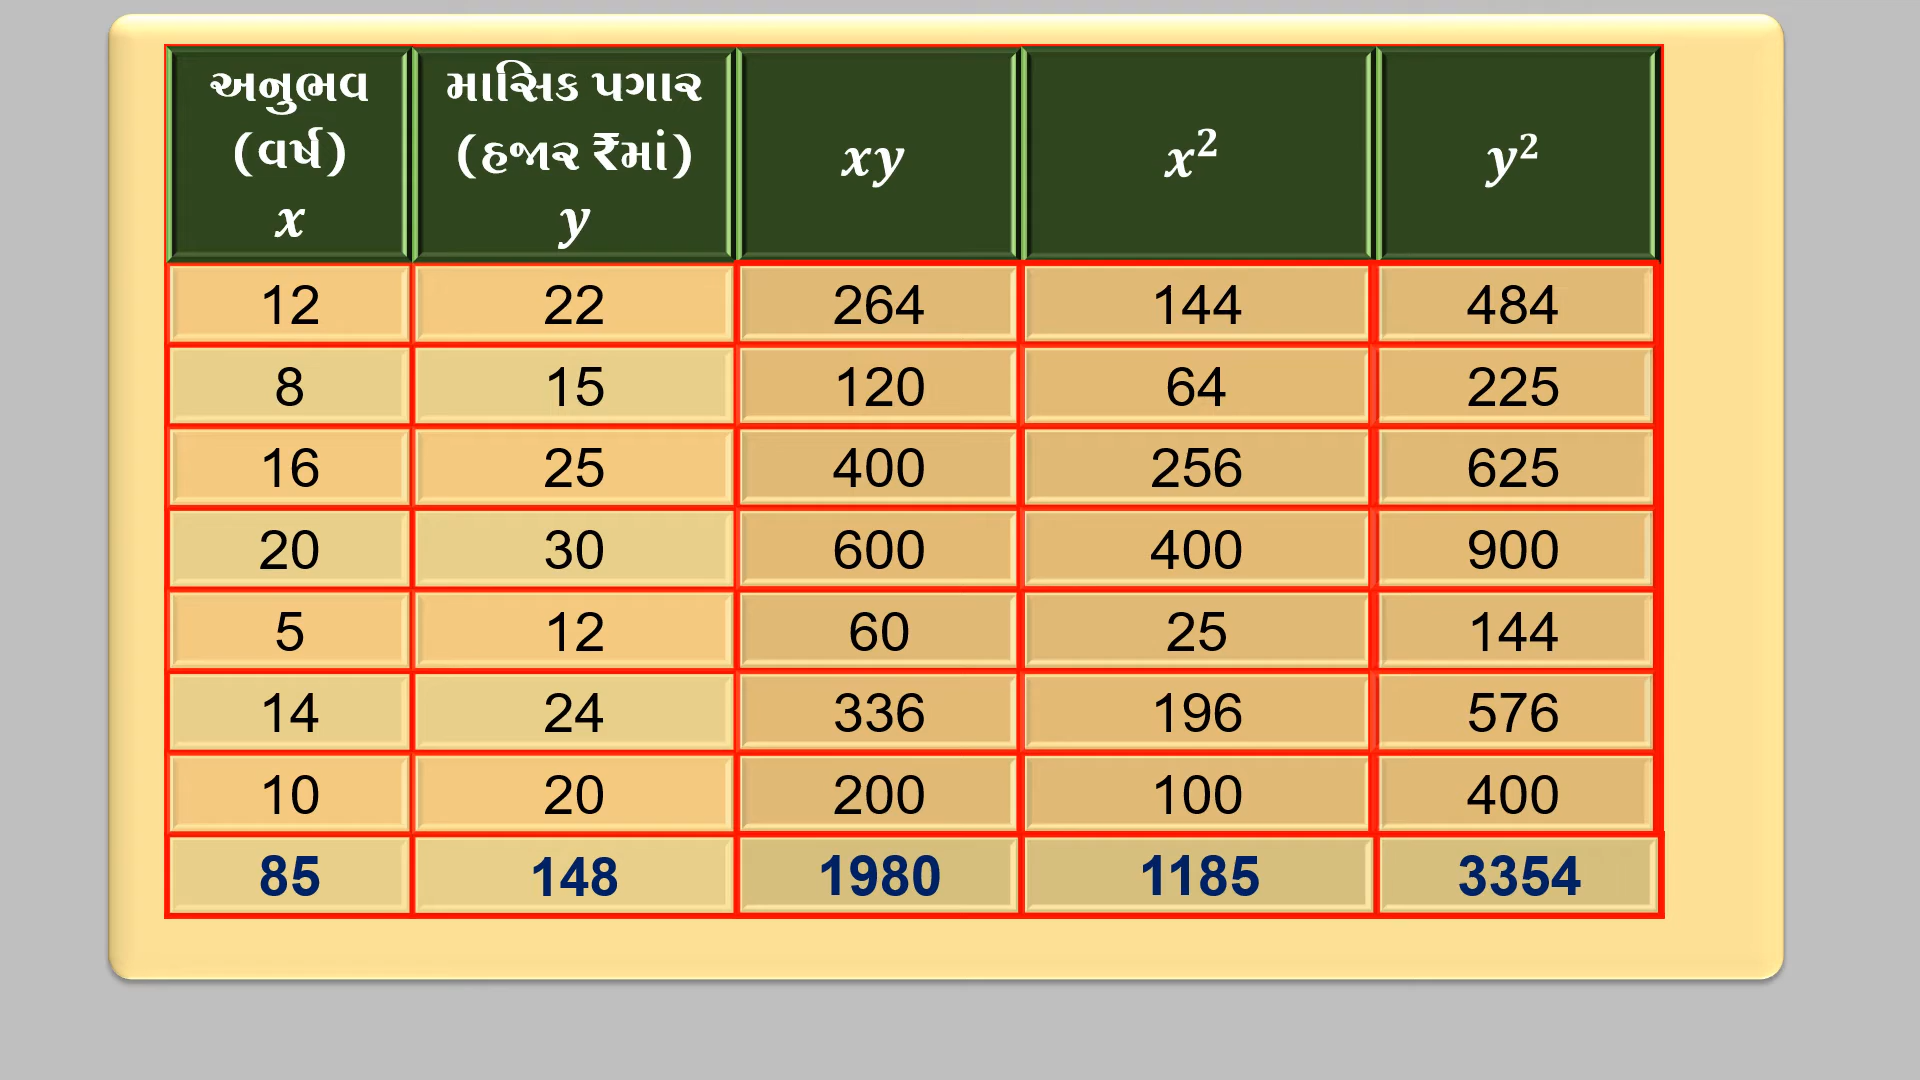 અનુભવ
(વર્ષ)
x
માસિક પગાર
(હજાર ₹માં)
y
xy
x²
y²
12 22 264 144 484
8 15 120 64 225
16 25 400 256 625
20 30 600 400 900
5 12 60 25 144
14 24 336 196 576
10 20 200 100 400
85 148 1980 1185 3354